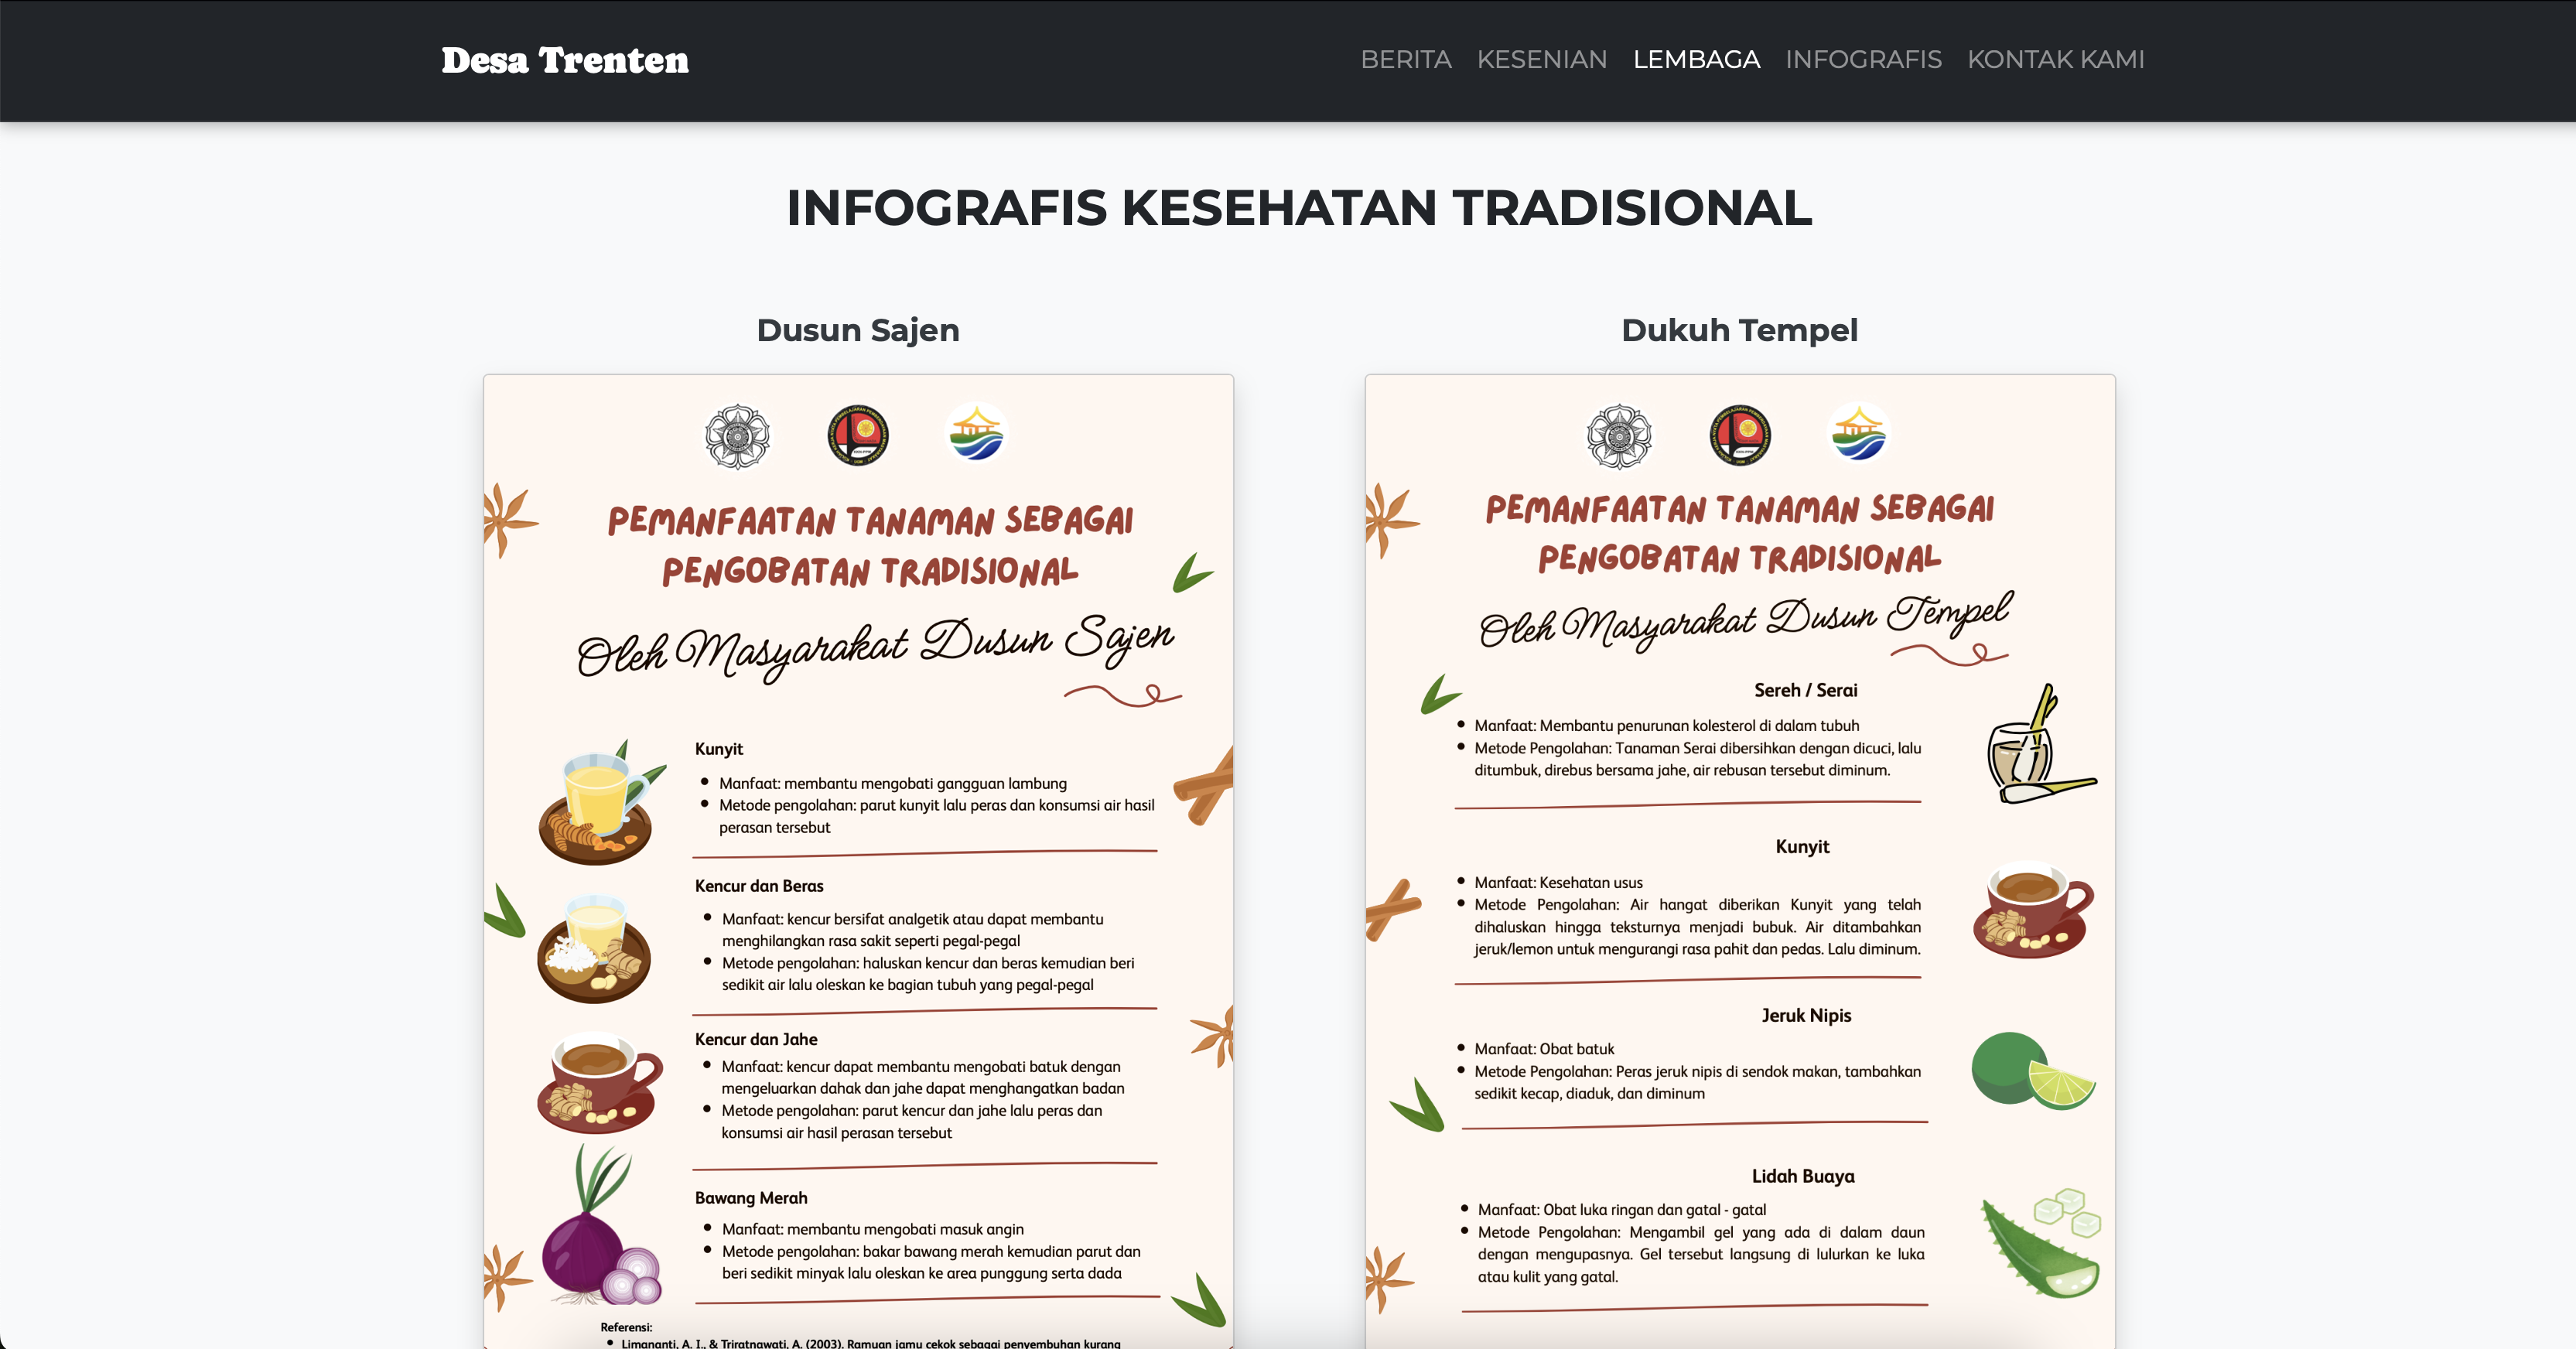 Desa Trenten
BERITA KESENIAN LEMBAGA INFOGRAFIS KONTAK KAMI
INFOGRAFIS KESEHATAN TRADISIONAL
Dusun Sajen
PEMANFAATAN TANAMAN SEBAGAI
PENGOBATAN TRADISIONAL
Oleh Masyarakat Dusun Sajen
Kunyit
Manfaat: membantu mengobati gangguan lambung
Metode pengolahan: parut kunyit lalu peras dan konsumsi air hasil
perasan tersebut
Kencur dan Beras
Manfaat: kencur bersifat analgetik atau dapat membantu
menghilangkan rasa sakit seperti pegal-pegal
Metode pengolahan: haluskan kencur dan beras kemudian beri
sedikit air lalu oleskan ke bagian tubuh yang pegal-pegal
Kencur dan Jahe
Manfaat: kencur dapat membantu mengobati batuk dengan
mengeluarkan dahak dan jahe dapat menghangatkan badan
Metode pengolahan: parut kencur dan jahe lalu peras dan
konsumsi air hasil perasan tersebut
Bawang Merah
Manfaat: membantu mengobati masuk angin
Metode pengolahan: bakar bawang merah kemudian parut dan
beri sedikit minyak lalu oleskan ke area punggung serta dada
Referensi:
Limananti, A. I., & Triratnawati, A. (2003). Ramuan jamu cekok sebagai penyembuhan kurang
Dukuh Tempel
PEMANFAATAN TANAMAN SEBAGAI
PENGOBATAN TRADISIONAL
Oleh Masyarakat Dusun Tempel
Sereh / Serai
Manfaat: Membantu penurunan kolesterol di dalam tubuh
Metode Pengolahan: Tanaman Serai dibersihkan dengan dicuci, lalu
ditumbuk, direbus bersama jahe, air rebusan tersebut diminum.
Kunyit
Manfaat: Kesehatan usus
Metode Pengolahan: Air hangat diberikan Kunyit yang telah
dihaluskan hingga teksturnya menjadi bubuk. Air ditambahkan
jeruk/lemon untuk mengurangi rasa pahit dan pedas. Lalu diminum.
Jeruk Nipis
Manfaat: Obat batuk
Metode Pengolahan: Peras jeruk nipis di sendok makan, tambahkan
sedikit kecap, diaduk, dan diminum
Lidah Buaya
Manfaat: Obat luka ringan dan gatal - gatal
Metode Pengolahan: Mengambil gel yang ada di dalam daun
dengan mengupasnya. Gel tersebut langsung di lulurkan ke luka
atau kulit yang gatal.